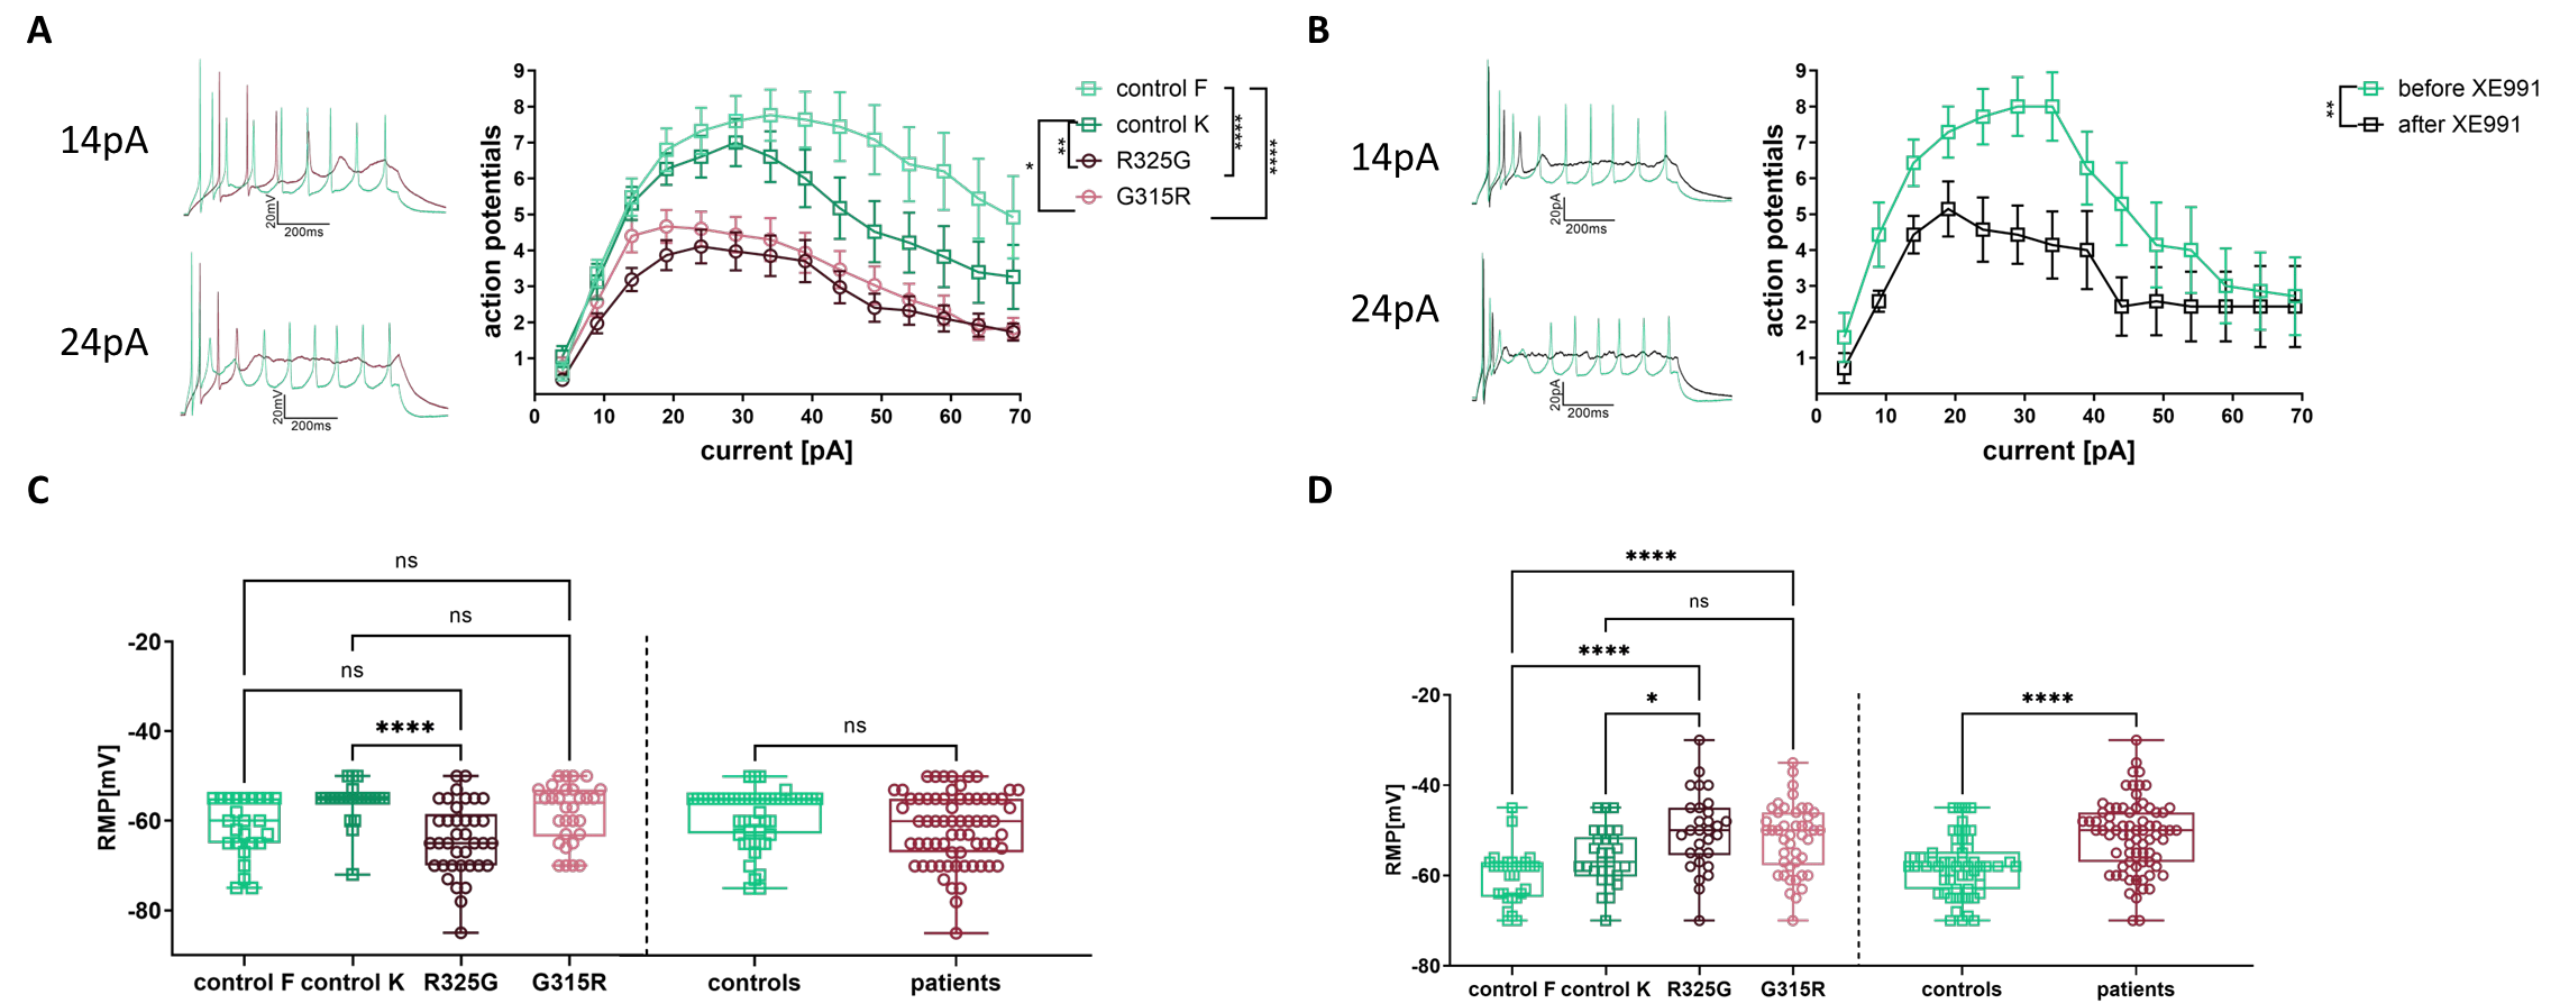 A
14pA
20mV
200ms
24pA
20mV
200ms
action potentials
9
8
7
6
5
4
3
2
1
0 10 20 30 40 50 60 70
current [pA]
control F
control K
R325G
G315R
*
**
****
****
B
14pA
20pA
200ms
24pA
20pA
200ms
action potentials
9
8
7
6
5
4
3
2
1
0 10 20 30 40 50 60 70
current [pA]
**
before XE991
after XE991
C
ns
ns
ns
****
ns
RMP[mV]
-20
-40
-60
-80
control F control K R325G G315R controls patients
D
****
ns
****
*
****
RMP[mV]
-20
-40
-60
-80
control F control K R325G G315R controls patients